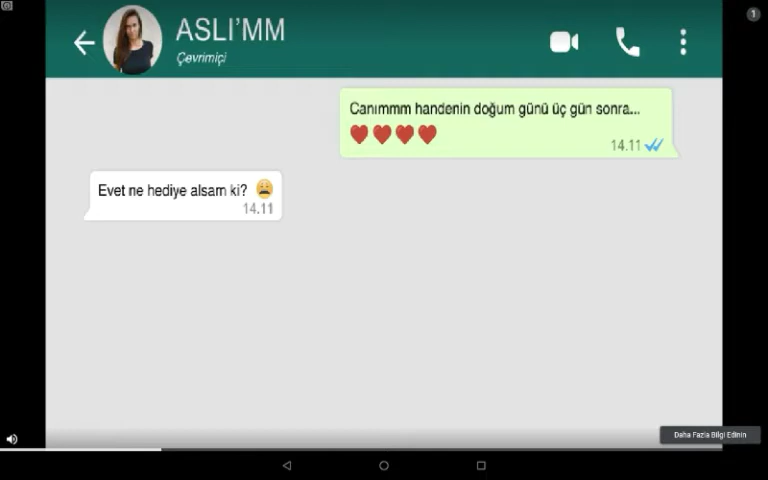 ASLI’MM
Çevrimiçi
1
Canımmm handenin doğum günü üç gün sonra...
14.11
Evet ne hediye alsam ki?
14.11
Daha Fazla Bilgi Edinin